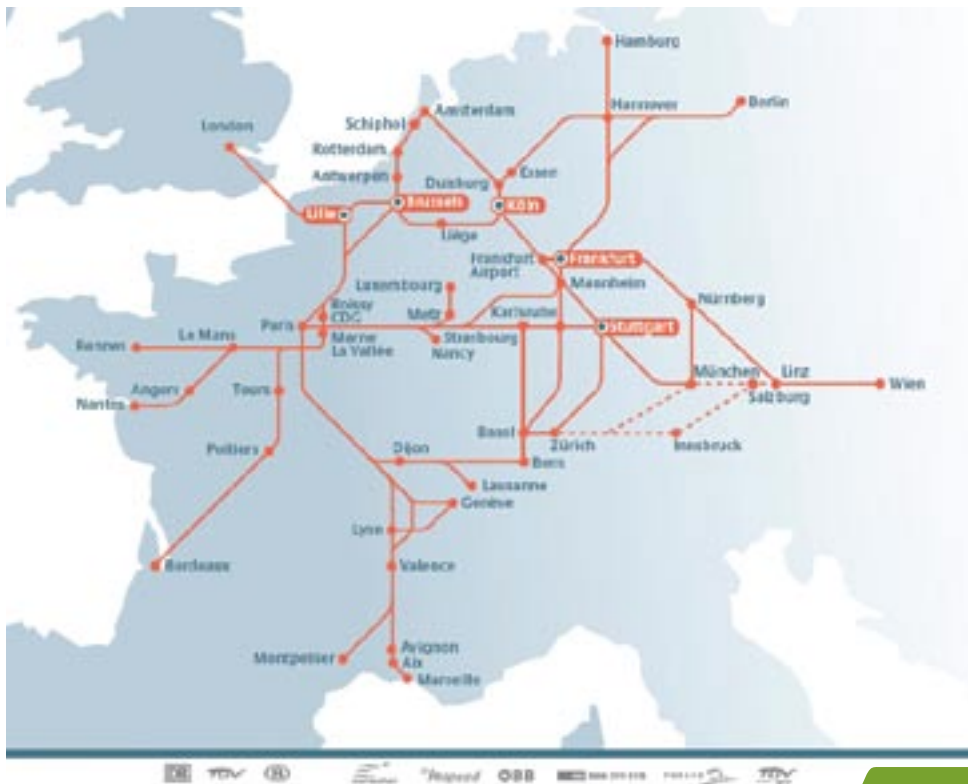 Hamburg
Hannover
Berlin
London
Amsterdam
Schiphol
Rotterdam
Antwerpen
Duisburg
Essen
Lille
Brussels
Köln
Liège
Frankfurt
Airport
Frankfurt
Mannheim
Luxembourg
Nürnberg
Roissy
CDG
Paris
Metz
Karlsruhe
Stuttgart
Rennes
Le Mans
Marne
La Vallée
Strasbourg
Nancy
München
Linz
Wien
Salzburg
Angers
Tours
Nantes
Poitiers
Dijon
Basel
Zürich
Innsbruck
Bern
Lausanne
Genève
Lyon
Bordeaux
Valence
Montpellier
Avignon
Aix
Marseille
DB
ÖBB